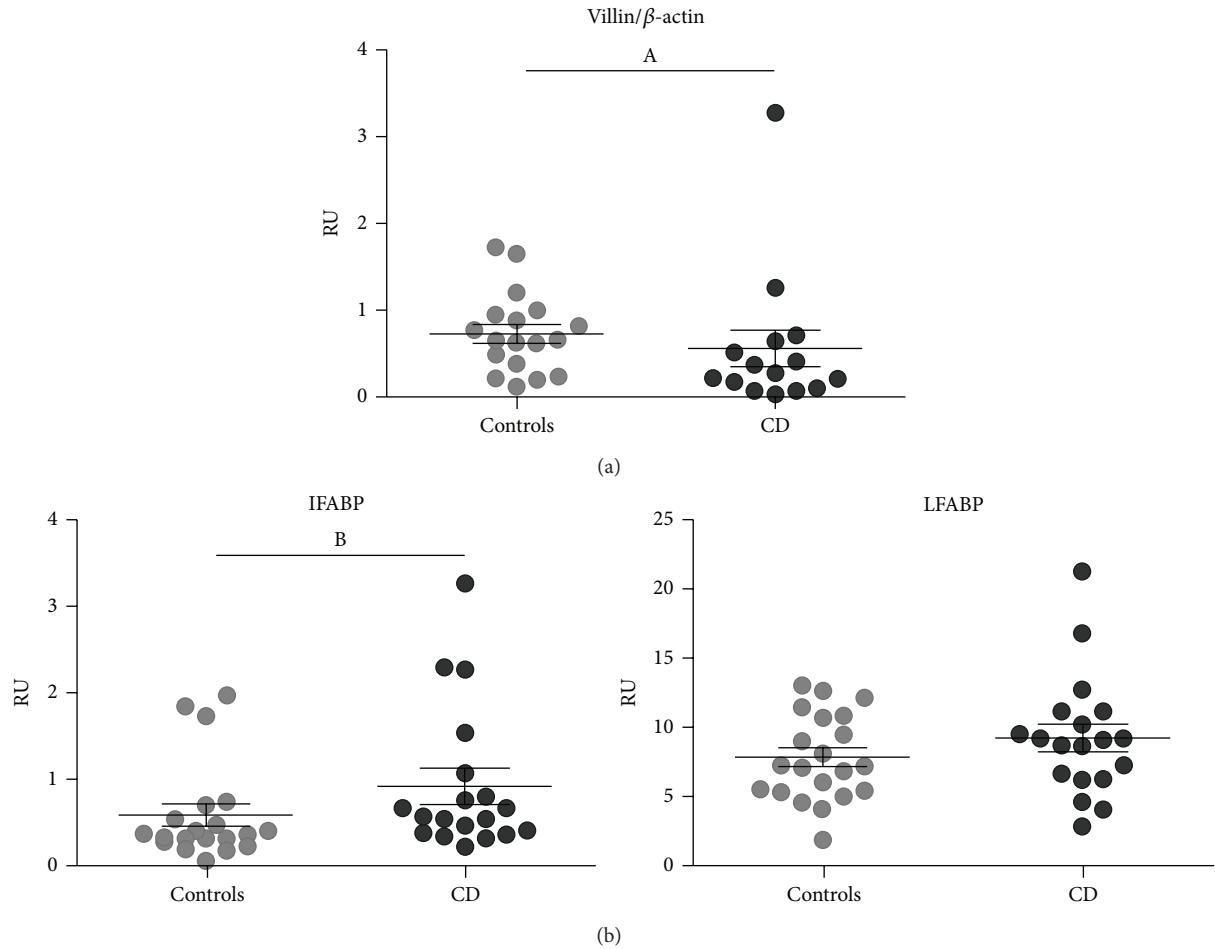 Villin/β-actin
A
4
3
2
1
0
RU
Controls CD
(a)
IFABP
B
4
3
2
1
0
RU
Controls CD
LFABP
25
20
15
10
5
0
RU
Controls CD
(b)